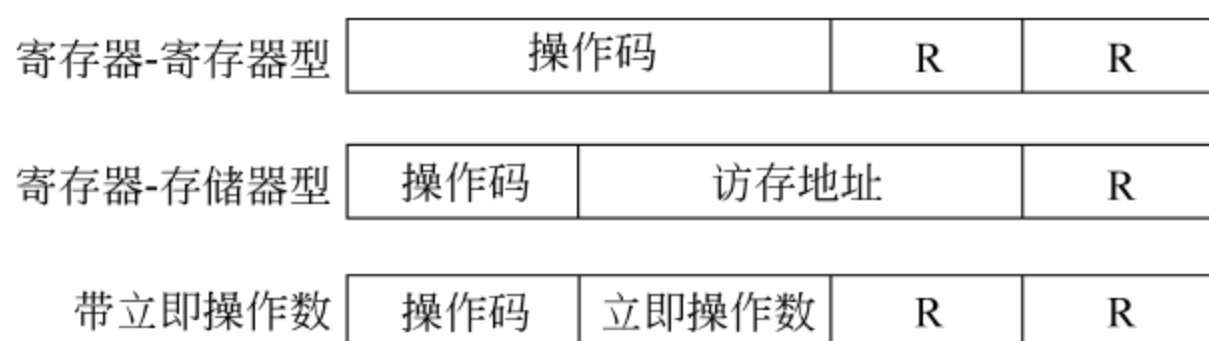 寄存器-寄存器型 操作码 R R
寄存器-存储器型 操作码 访存地址 R
带立即操作数 操作码 立即操作数 R R